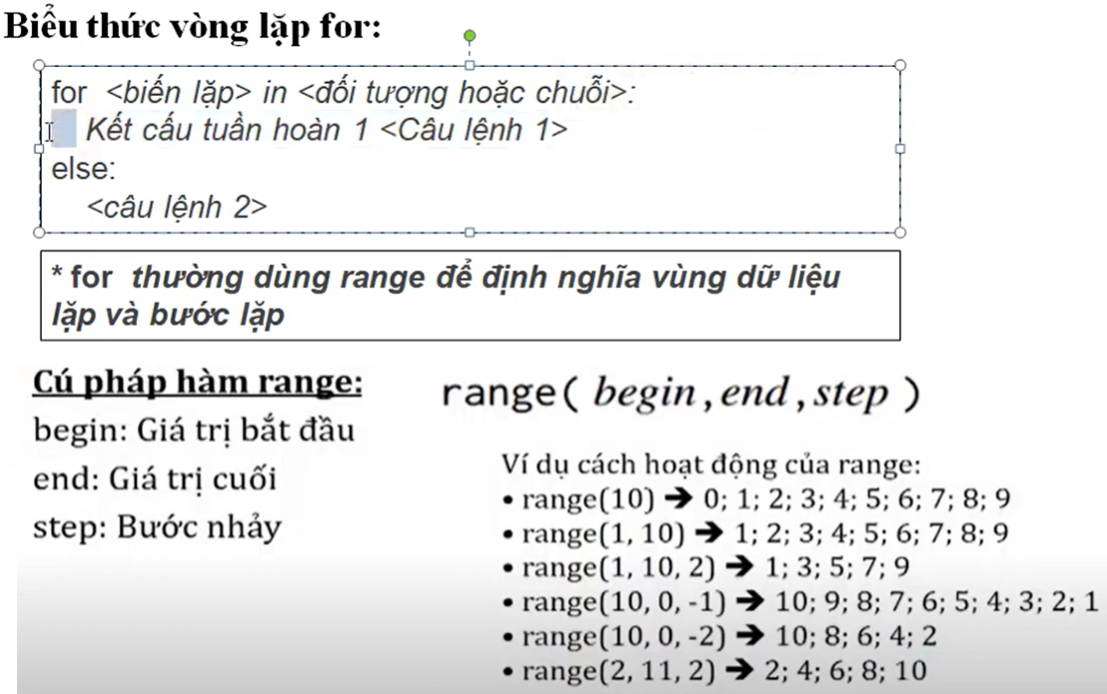 Biểu thức vòng lặp for:
for <biến lặp> in <đối tượng hoặc chuỗi>:
Kết cấu tuần hoàn 1 <Câu lệnh 1>
else:
<câu lệnh 2>
* for thường dùng range để định nghĩa vùng dữ liệu
lặp và bước lặp
Cú pháp hàm range:
begin: Giá trị bắt đầu
end: Giá trị cuối
step: Bước nhảy
range( begin,end,step )
Ví dụ cách hoạt động của range:
• range(10) ➔ 0; 1; 2; 3; 4; 5; 6; 7; 8; 9
• range(1, 10) ➔ 1; 2; 3; 4; 5; 6; 7; 8; 9
• range(1, 10, 2) ➔ 1; 3; 5; 7; 9
• range(10, 0, -1) ➔ 10; 9; 8; 7; 6; 5; 4; 3; 2; 1
• range(10, 0, -2) ➔ 10; 8; 6; 4; 2
• range(2, 11, 2) ➔ 2; 4; 6; 8; 10